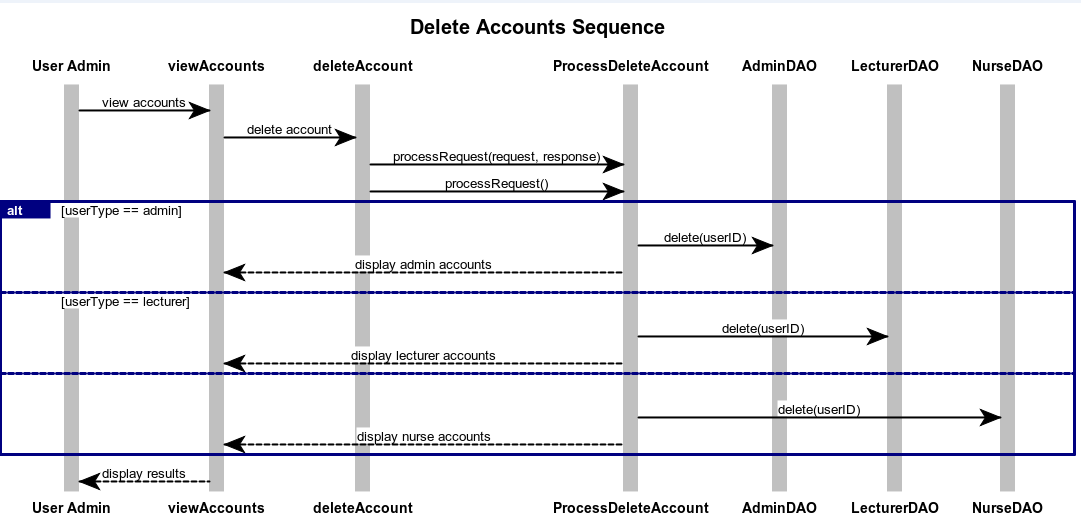 Delete Accounts Sequence
User Admin viewAccounts deleteAccount ProcessDeleteAccount AdminDAO LecturerDAO NurseDAO
view accounts
delete account
processRequest(request, response)
processRequest()
alt [userType == admin]
delete(userID)
display admin accounts
[userType == lecturer]
delete(userID)
display lecturer accounts
delete(userID)
display nurse accounts
display results
User Admin viewAccounts deleteAccount ProcessDeleteAccount AdminDAO LecturerDAO NurseDAO